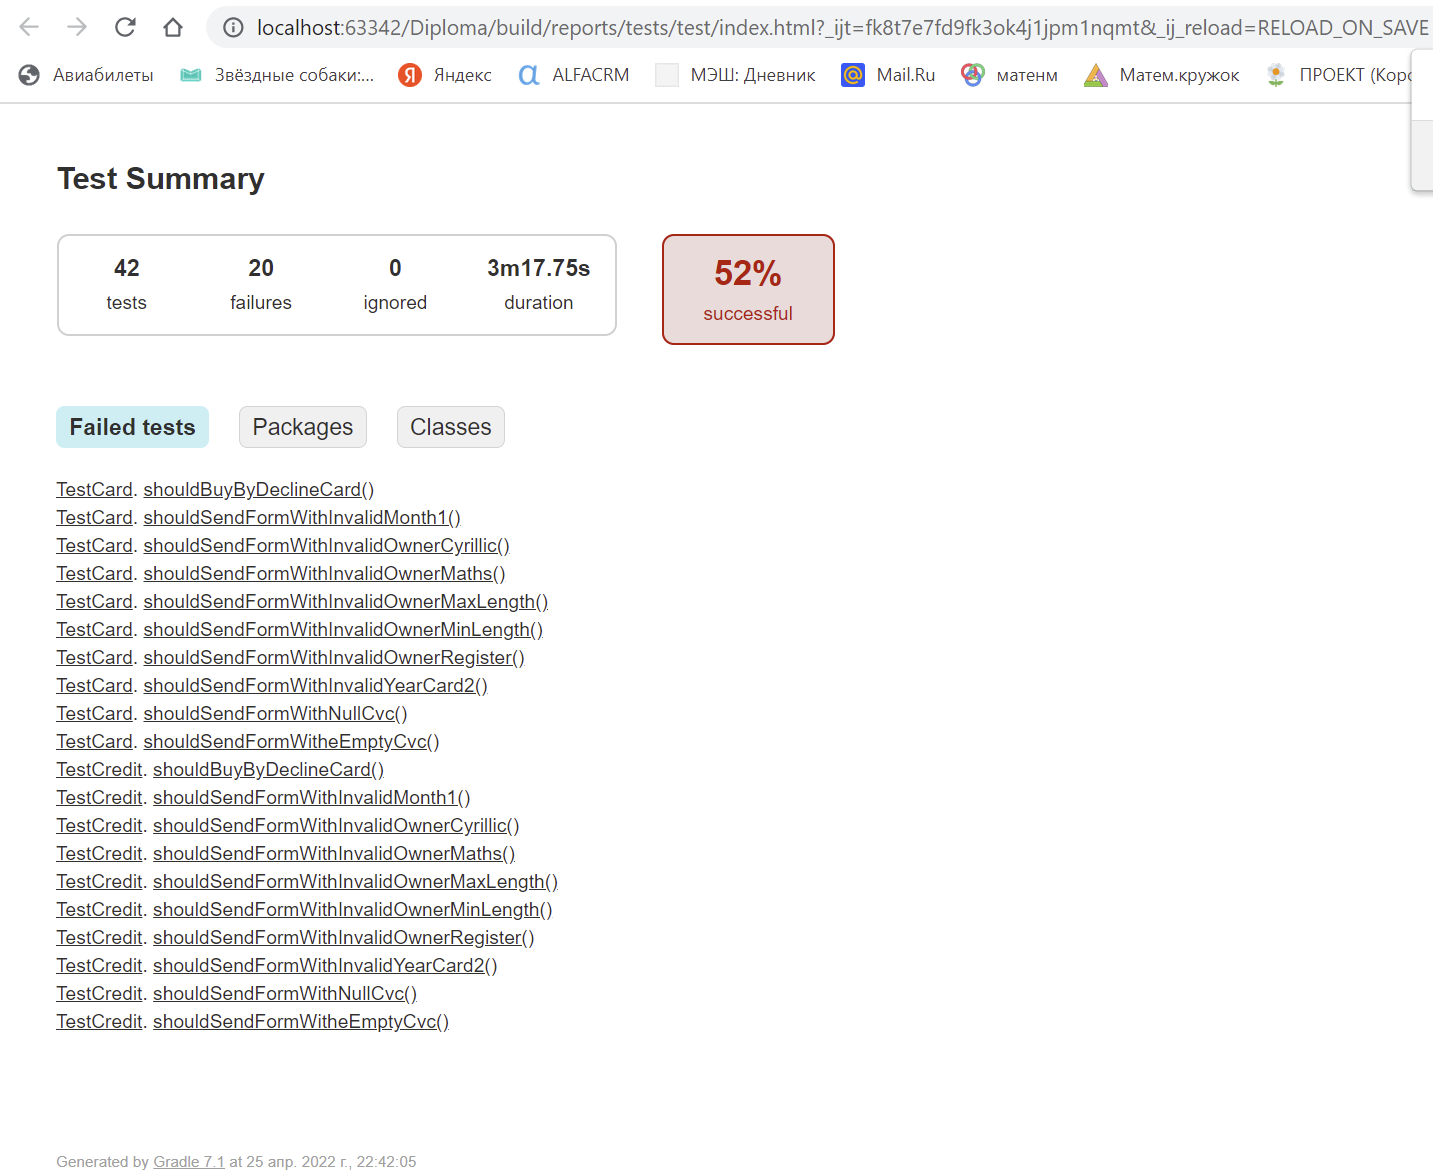 localhost:63342/Diploma/build/reports/tests/test/index.html?_ijt=fk8t7e7fd9fk3ok4j1jpm1nqmt&_ij_reload=RELOAD_ON_SAVE
Авиабилеты Звёздные собаки:... Яндекс ALFACRM МЭШ: Дневник Mail.Ru матенм Матем.кружок ПРОЕКТ (Коро
Test Summary
42 20 0 3m17.75s 52%
tests failures ignored duration successful
Failed tests Packages Classes
TestCard. shouldBuyByDeclineCard()
TestCard. shouldSendFormWithInvalidMonth1()
TestCard. shouldSendFormWithInvalidOwnerCyrillic()
TestCard. shouldSendFormWithInvalidOwnerMaths()
TestCard. shouldSendFormWithInvalidOwnerMaxLength()
TestCard. shouldSendFormWithInvalidOwnerMinLength()
TestCard. shouldSendFormWithInvalidOwnerRegister()
TestCard. shouldSendFormWithInvalidYearCard2()
TestCard. shouldSendFormWithNullCvc()
TestCard. shouldSendFormWitheEmptyCvc()
TestCredit. shouldBuyByDeclineCard()
TestCredit. shouldSendFormWithInvalidMonth1()
TestCredit. shouldSendFormWithInvalidOwnerCyrillic()
TestCredit. shouldSendFormWithInvalidOwnerMaths()
TestCredit. shouldSendFormWithInvalidOwnerMaxLength()
TestCredit. shouldSendFormWithInvalidOwnerMinLength()
TestCredit. shouldSendFormWithInvalidOwnerRegister()
TestCredit. shouldSendFormWithInvalidYearCard2()
TestCredit. shouldSendFormWithNullCvc()
TestCredit. shouldSendFormWitheEmptyCvc()
Generated by Gradle 7.1 at 25 апр. 2022 г., 22:42:05